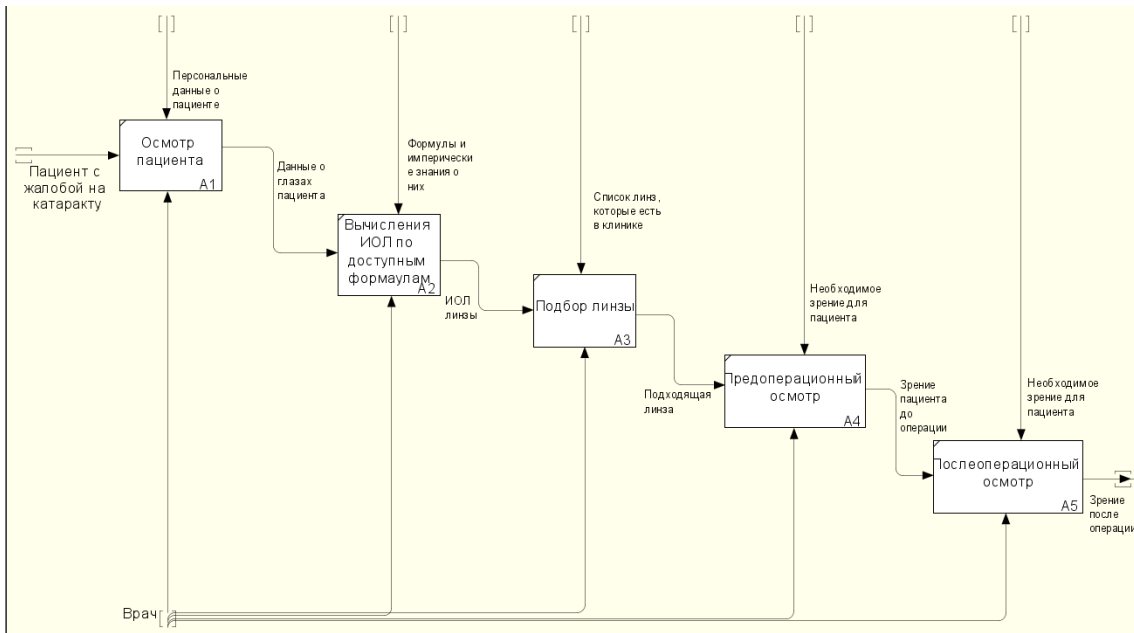 Персональные
данные о
пациенте
Осмотр
пациента
A1
Пациент с
жалобой на
катаракту
Данные о
глазах
пациента
Формулы и
имперически
е знания о
них
Вычисления
ИОЛ по
доступным
формаулам
A2
ИОЛ
линзы
Список линз,
которые есть
в клинике
Подбор линзы
A3
Подходящая
линза
Необходимое
зрение для
пациента
Предоперационный
осмотр
A4
Зрение
пациента
до
операции
Необходимое
зрение для
пациента
Послеоперационный
осмотр
A5
Зрение
после
операции
Врач